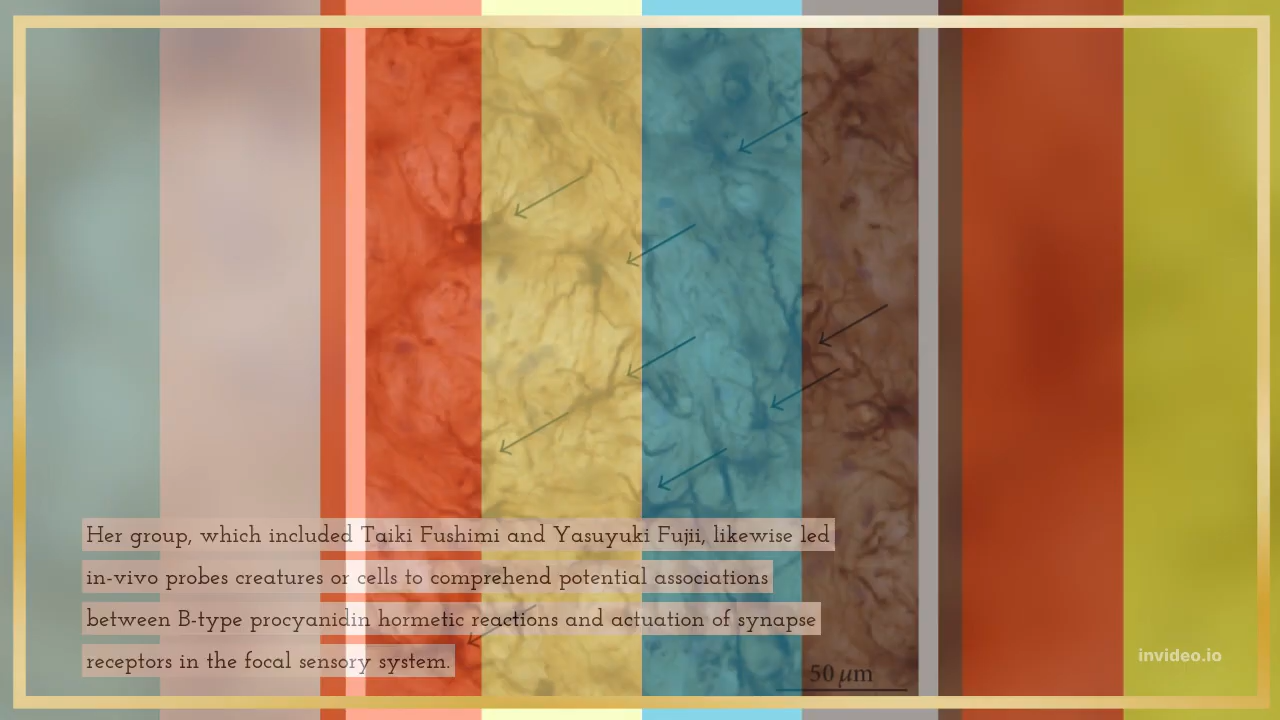 Her group, which included Taiki Fushimi and Yasuyuki Fujii, likewise led
in-vivo probes creatures or cells to comprehend potential associations
between B-type procyanidin hormetic reactions and actuation of synapse
receptors in the focal sensory system.
invideo.io
50 μm